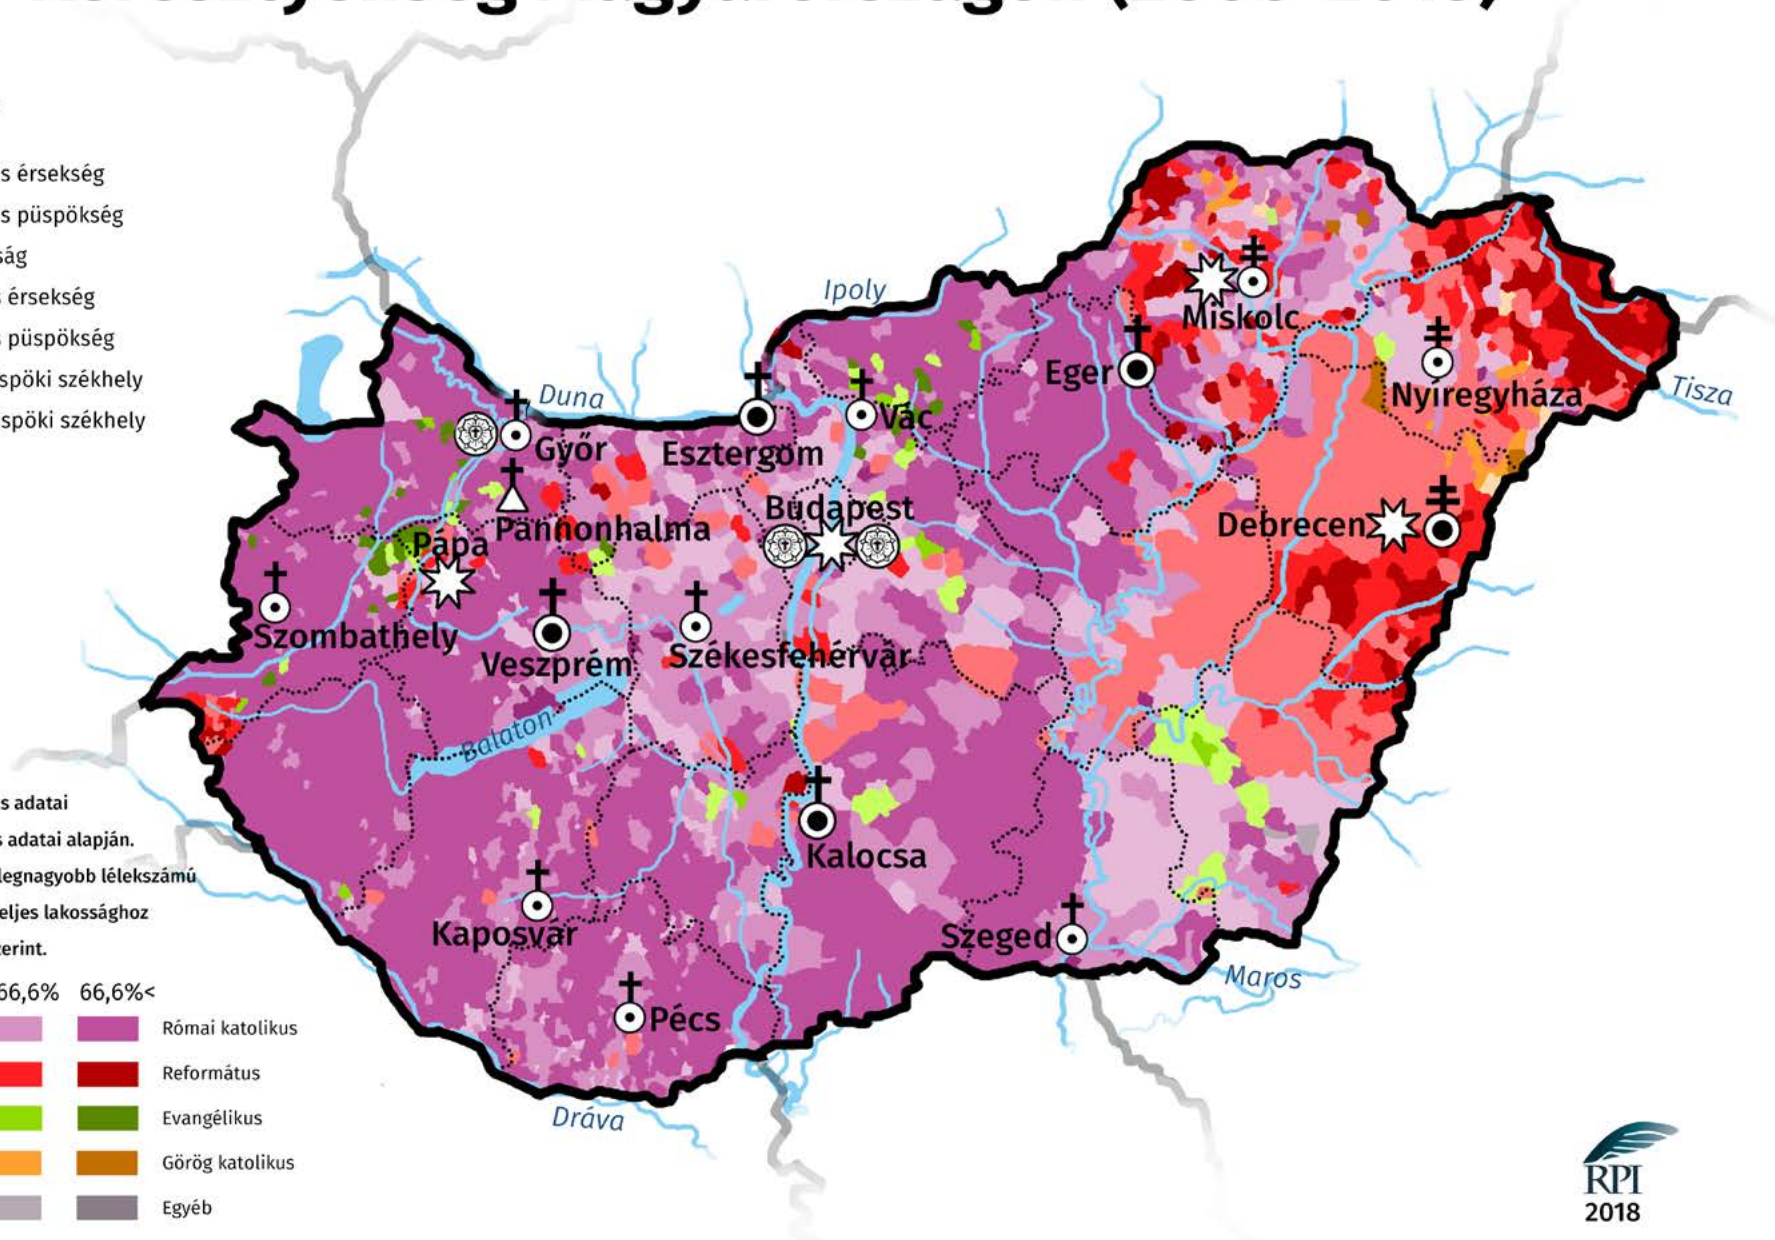 s érsekség
s püspökség
ság
s érsekség
s püspökség
spöki székhely
spöki székhely
Ipoly
Duna
Tisza
Miskolc
Eger
Nyíregyháza
Vác
Győr
Esztergom
Budapest
Pannonhalma
Pápa
Debrecen
Szombathely
Veszprém
Székesfehérvár
Balaton
Kalocsa
Kaposvár
Szeged
Maros
Pécs
Dráva
s adatai
s adatai alapján.
legnagyobb lélekszámú
eljes lakossághoz
zerint.
66,6% 66,6%<
Római katolikus
Református
Evangélikus
Görög katolikus
Egyéb
RPI
2018